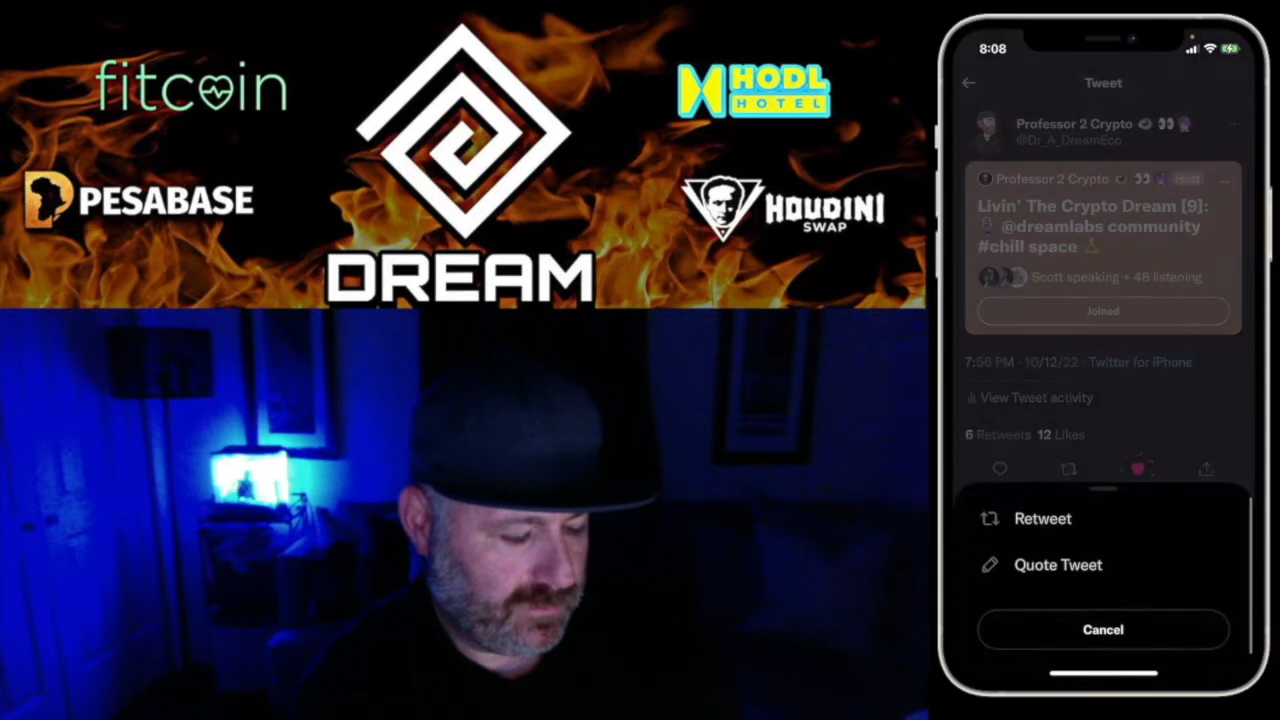 fitcoin
PESABASE
DREAM
HODL
HOTEL
HOUDINI
SWAP
8:08
Tweet
Professor 2 Crypto
@Dr_A_DreamEco
Professor 2 Crypto Host
Livin' The Crypto Dream [9]:
@dreamlabs community
#chill space
Scott speaking + 48 listening
Joined
7:56 PM · 10/12/22 · Twitter for iPhone
View Tweet activity
6 Retweets 12 Likes
Retweet
Quote Tweet
Cancel